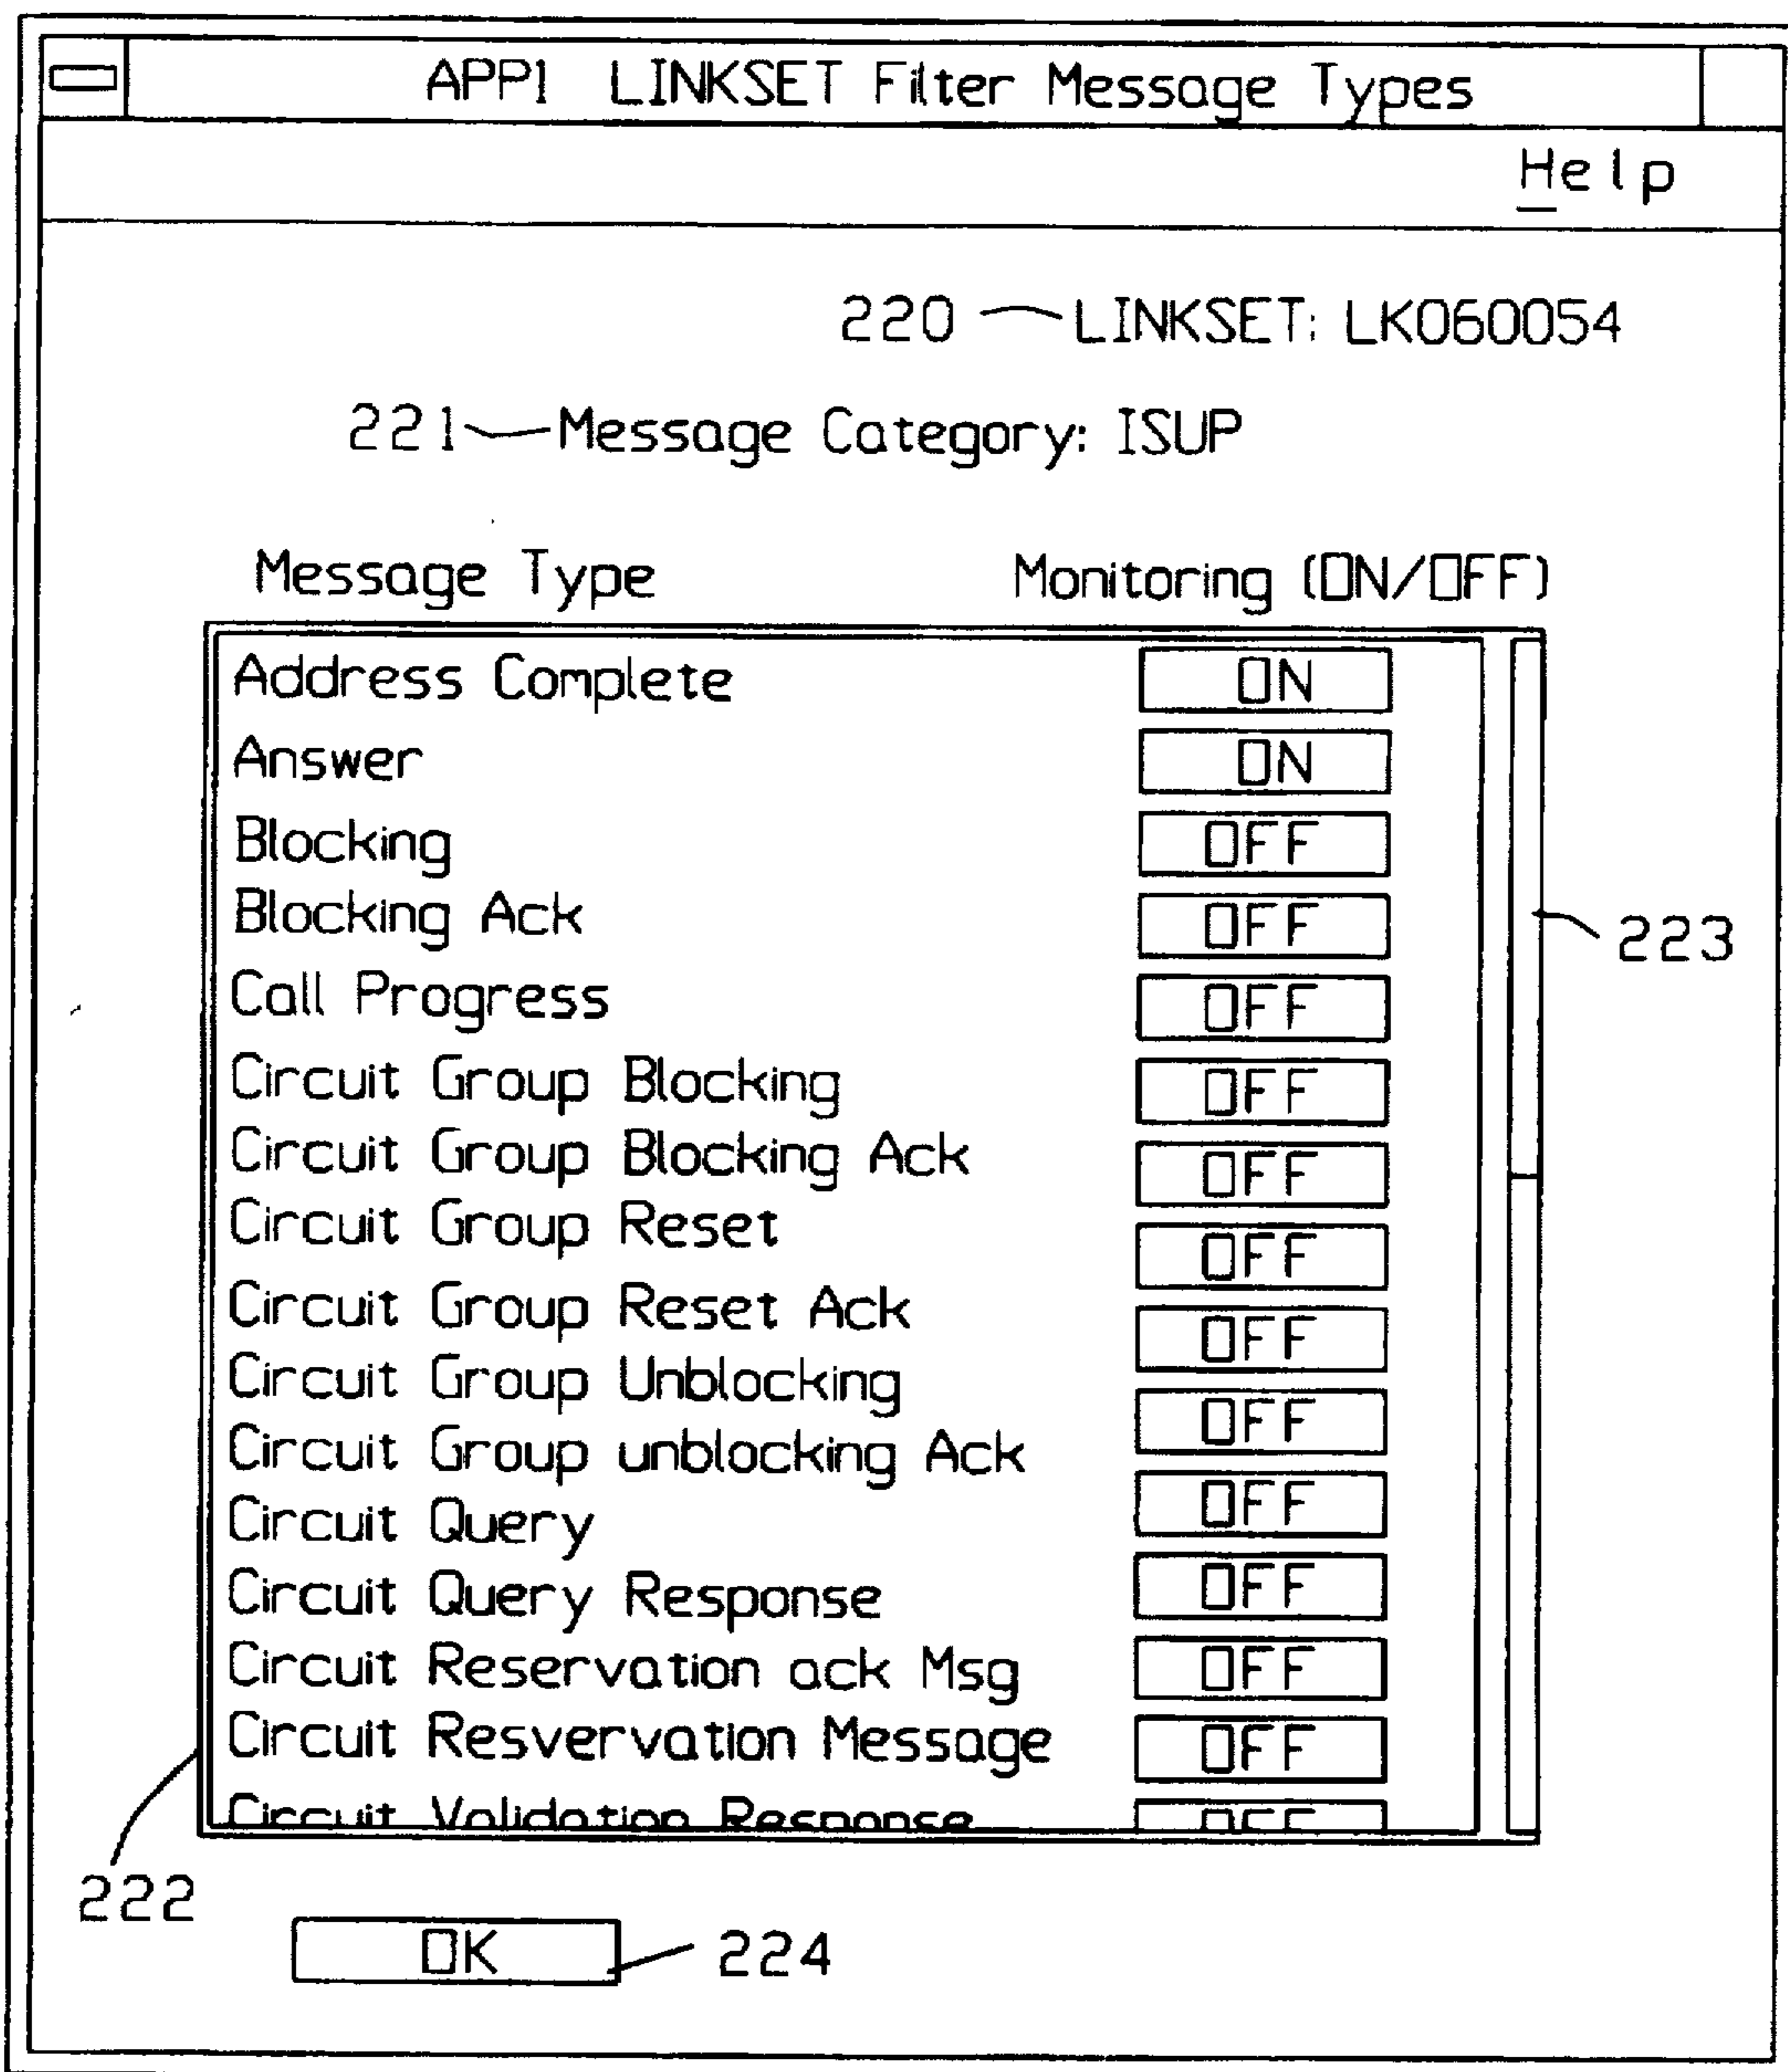 APP1 LINKSET Filter Message Types
Help
220 LINKSET: LK060054
221 Message Category: ISUP
Message Type Monitoring (ON/OFF)
Address Complete ON
Answer ON
Blocking OFF
Blocking Ack OFF
Call Progress OFF
Circuit Group Blocking OFF
Circuit Group Blocking Ack OFF
Circuit Group Reset OFF
Circuit Group Reset Ack OFF
Circuit Group Unblocking OFF
Circuit Group unblocking Ack OFF
Circuit Query OFF
Circuit Query Response OFF
Circuit Reservation ack Msg OFF
Circuit Resvervation Message OFF
Circuit Validation Response OFF
223
222
OK 224